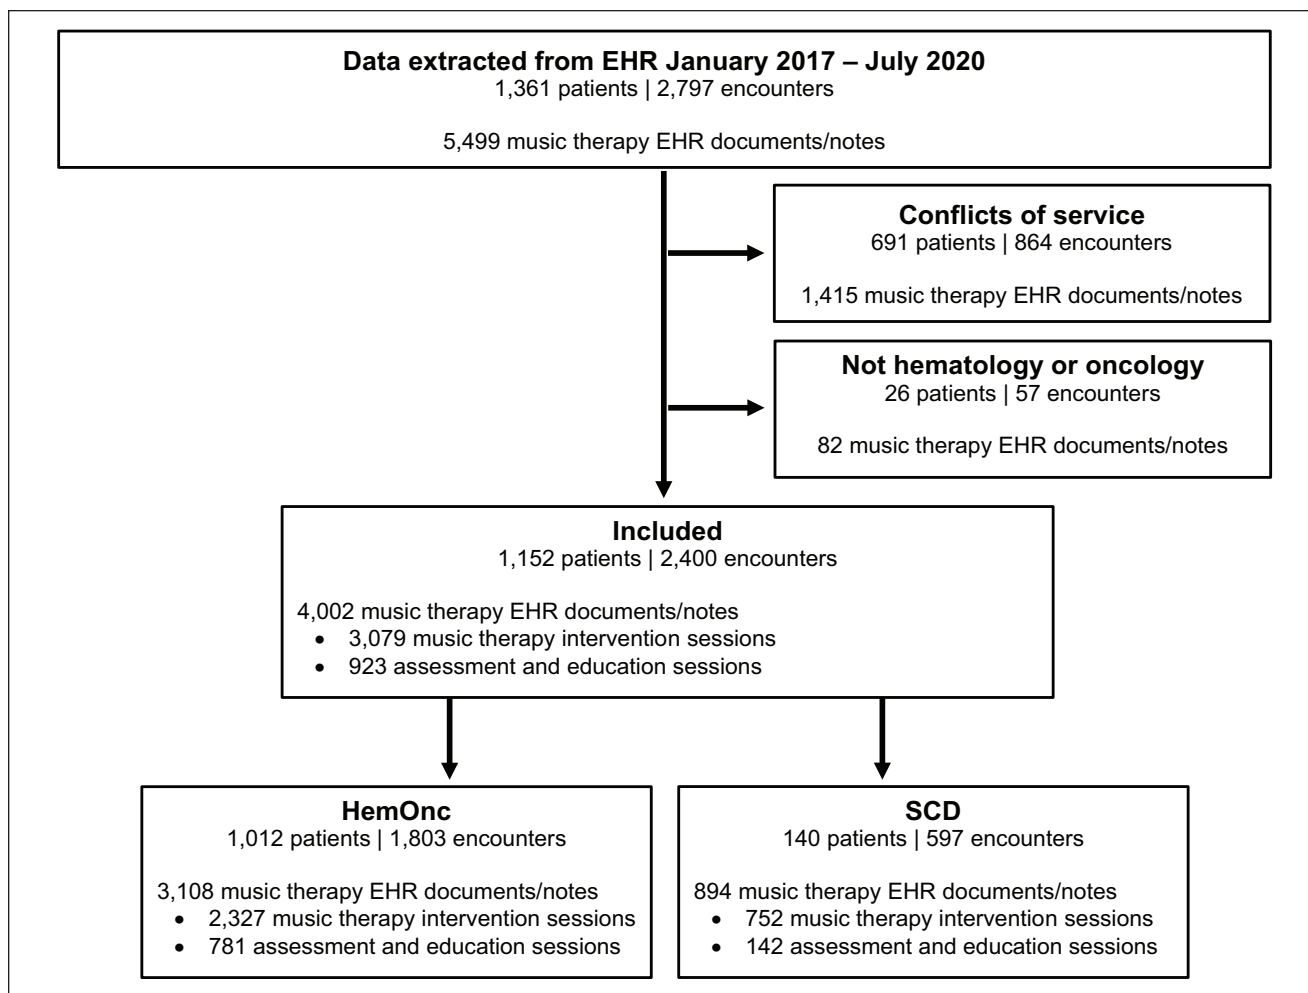 Data extracted from EHR January 2017 – July 2020
1,361 patients | 2,797 encounters
5,499 music therapy EHR documents/notes
Conflicts of service
691 patients | 864 encounters
1,415 music therapy EHR documents/notes
Not hematology or oncology
26 patients | 57 encounters
82 music therapy EHR documents/notes
Included
1,152 patients | 2,400 encounters
4,002 music therapy EHR documents/notes
• 3,079 music therapy intervention sessions
• 923 assessment and education sessions
HemOnc
1,012 patients | 1,803 encounters
3,108 music therapy EHR documents/notes
• 2,327 music therapy intervention sessions
• 781 assessment and education sessions
SCD
140 patients | 597 encounters
894 music therapy EHR documents/notes
• 752 music therapy intervention sessions
• 142 assessment and education sessions